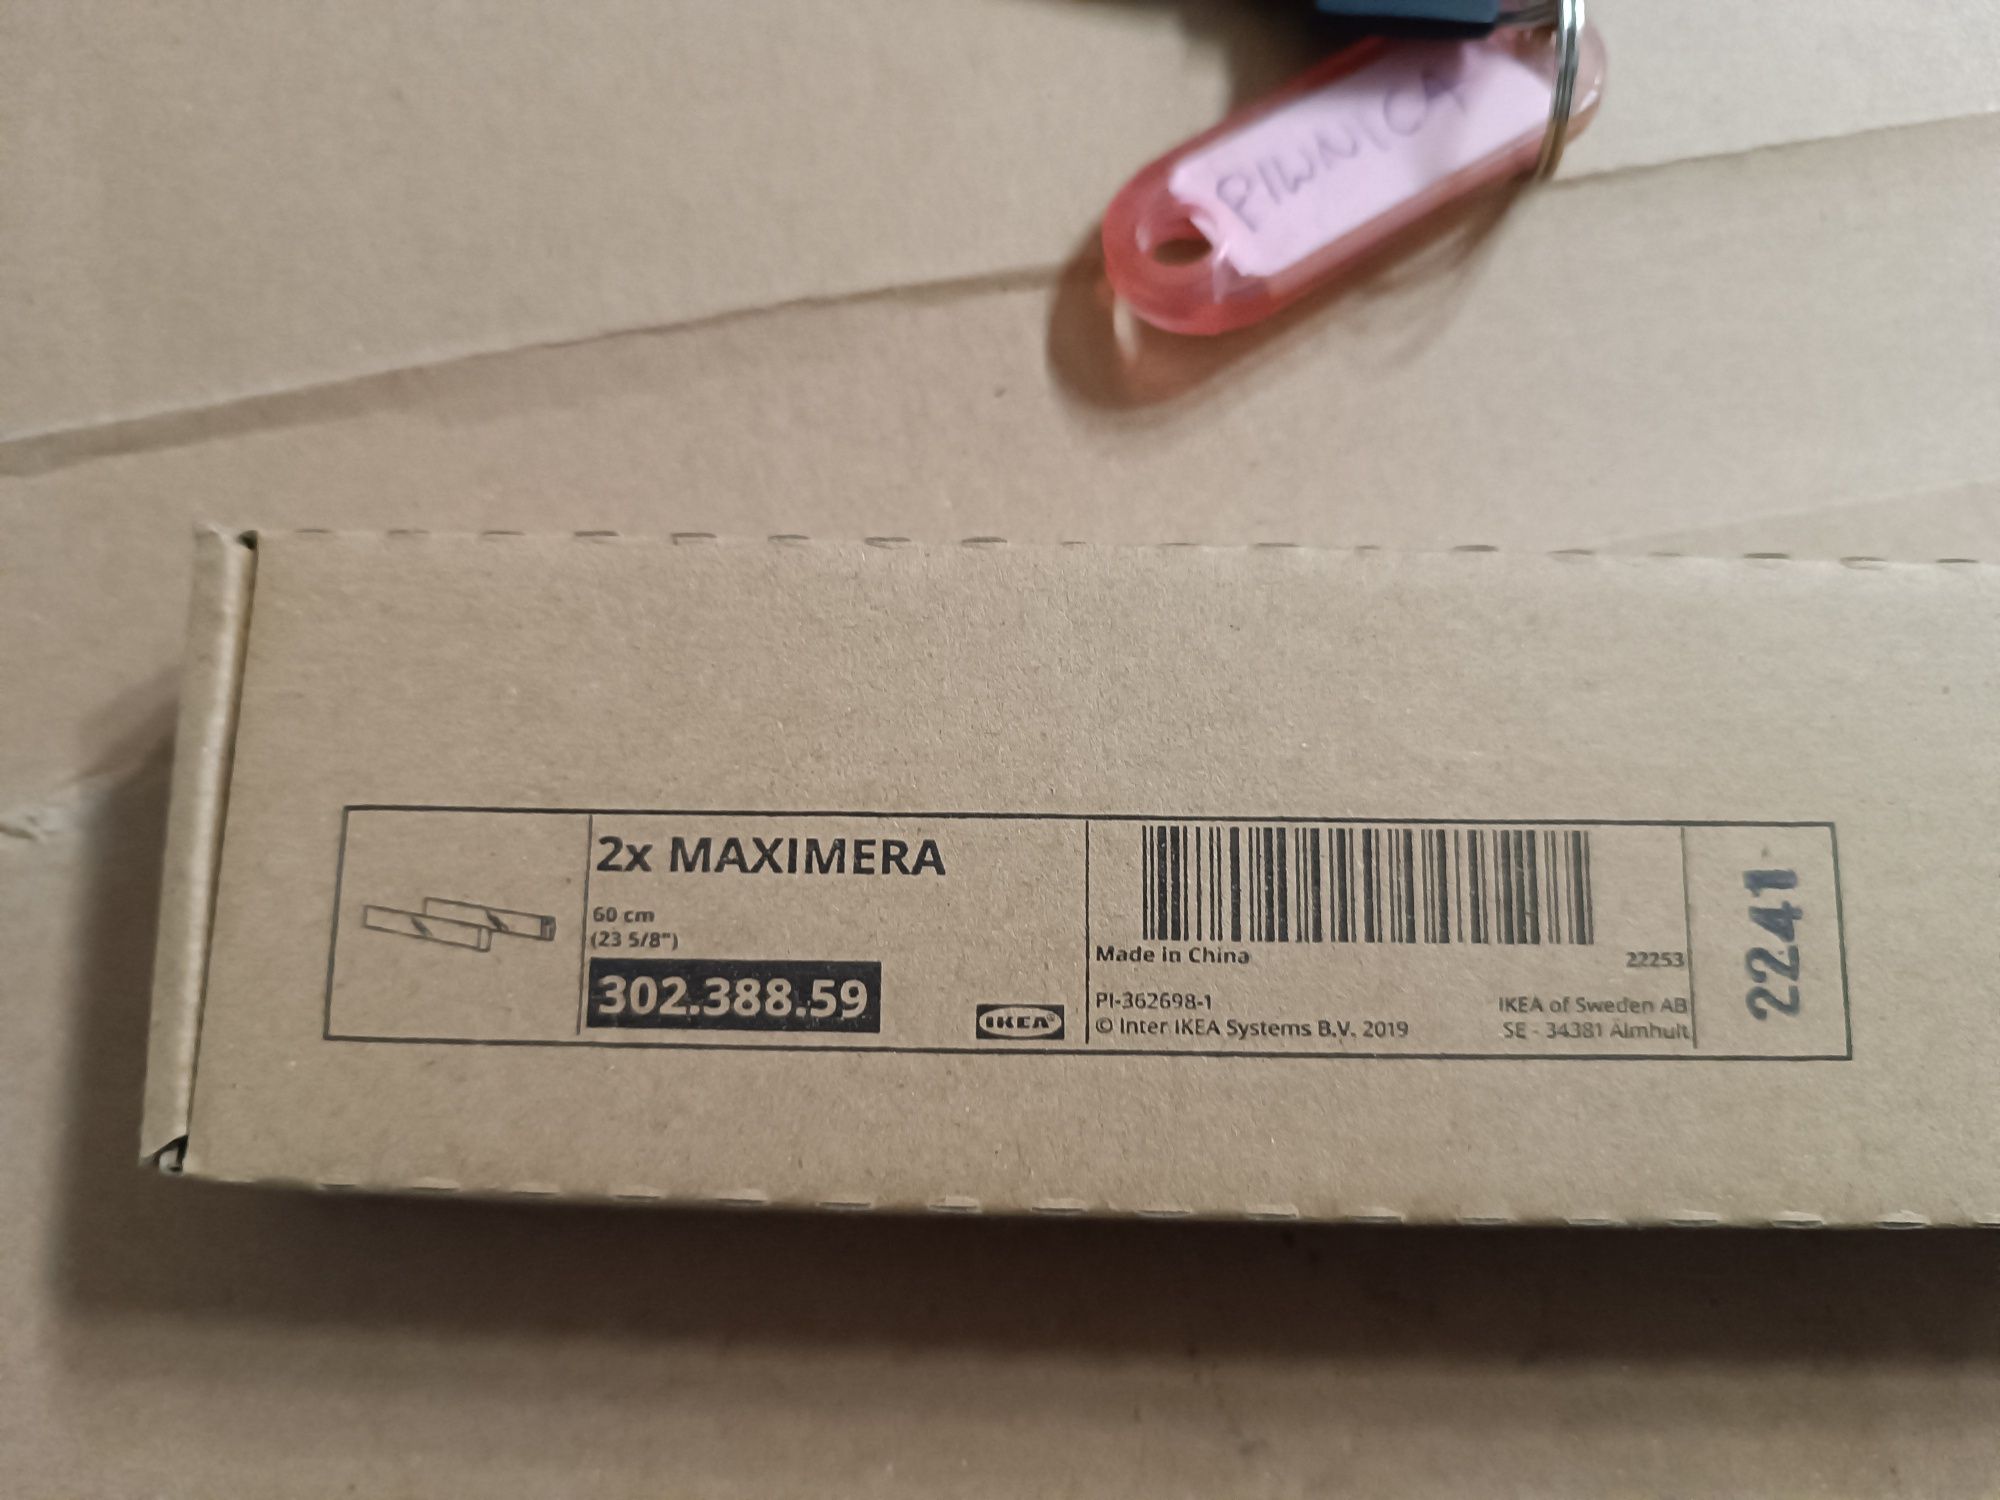 PIWNICA
2x MAXIMERA
60 cm
(23 5/8")
302.388.59
IKEA®
Made in China
22253
PI-362698-1
© Inter IKEA Systems B.V. 2019
IKEA of Sweden AB
SE - 34381 Älmhult
2241